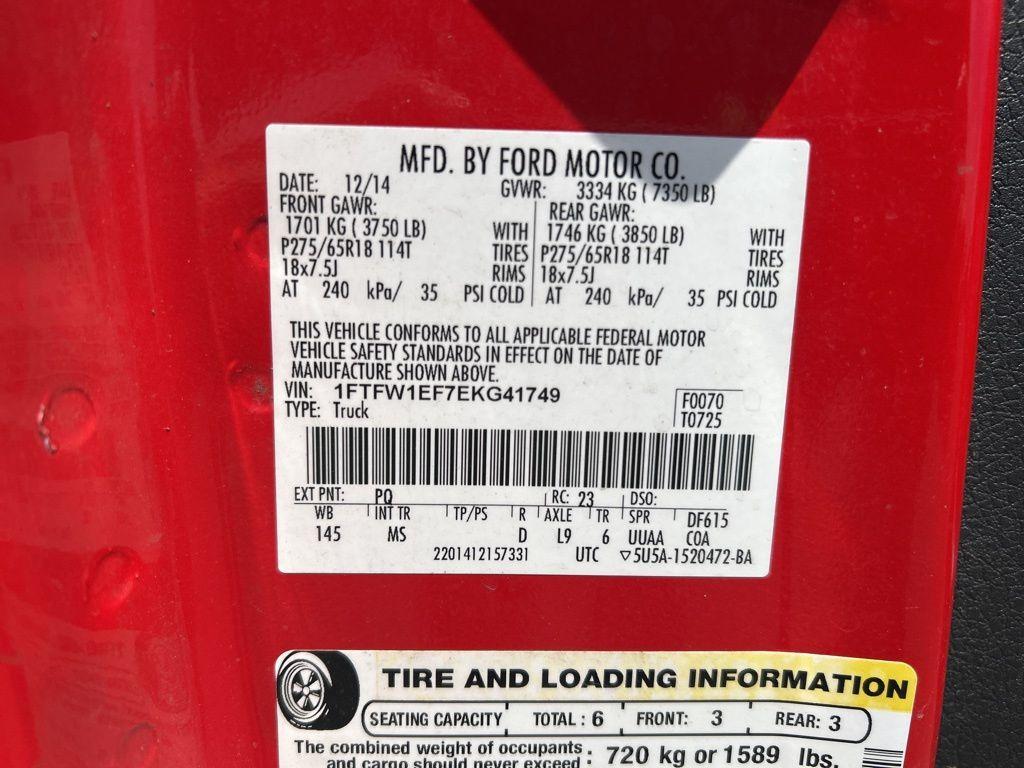 MFD. BY FORD MOTOR CO.
DATE: 12/14 GVWR: 3334 KG ( 7350 LB)
FRONT GAWR: REAR GAWR:
1701 KG ( 3750 LB) WITH 1746 KG ( 3850 LB) WITH
P275/65R18 114T TIRES P275/65R18 114T TIRES
18x7.5J RIMS 18x7.5J RIMS
AT 240 kPa/ 35 PSI COLD AT 240 kPa/ 35 PSI COLD
THIS VEHICLE CONFORMS TO ALL APPLICABLE FEDERAL MOTOR
VEHICLE SAFETY STANDARDS IN EFFECT ON THE DATE OF
MANUFACTURE SHOWN ABOVE.
VIN: 1FTFW1EF7EKG41749 F0070
TYPE: Truck T0725
EXT PNT: PQ RC: 23 DSO:
WB INT TR TP/PS R AXLE TR SPR DF615
145 MS D L9 6 UUAA COA
2201412157331 UTC ▽5U5A-1520472-BA
TIRE AND LOADING INFORMATION
SEATING CAPACITY TOTAL : 6 FRONT: 3 REAR: 3
The combined weight of occupants
and cargo should never exceed : 720 kg or 1589 lbs.